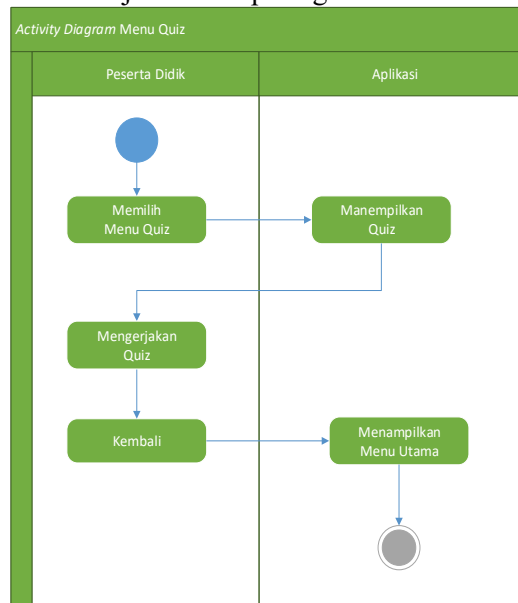 Activity Diagram Menu Quiz
Peserta Didik
Aplikasi
Memilih
Menu Quiz
Manempilkan
Quiz
Mengerjakan
Quiz
Kembali
Menampilkan
Menu Utama